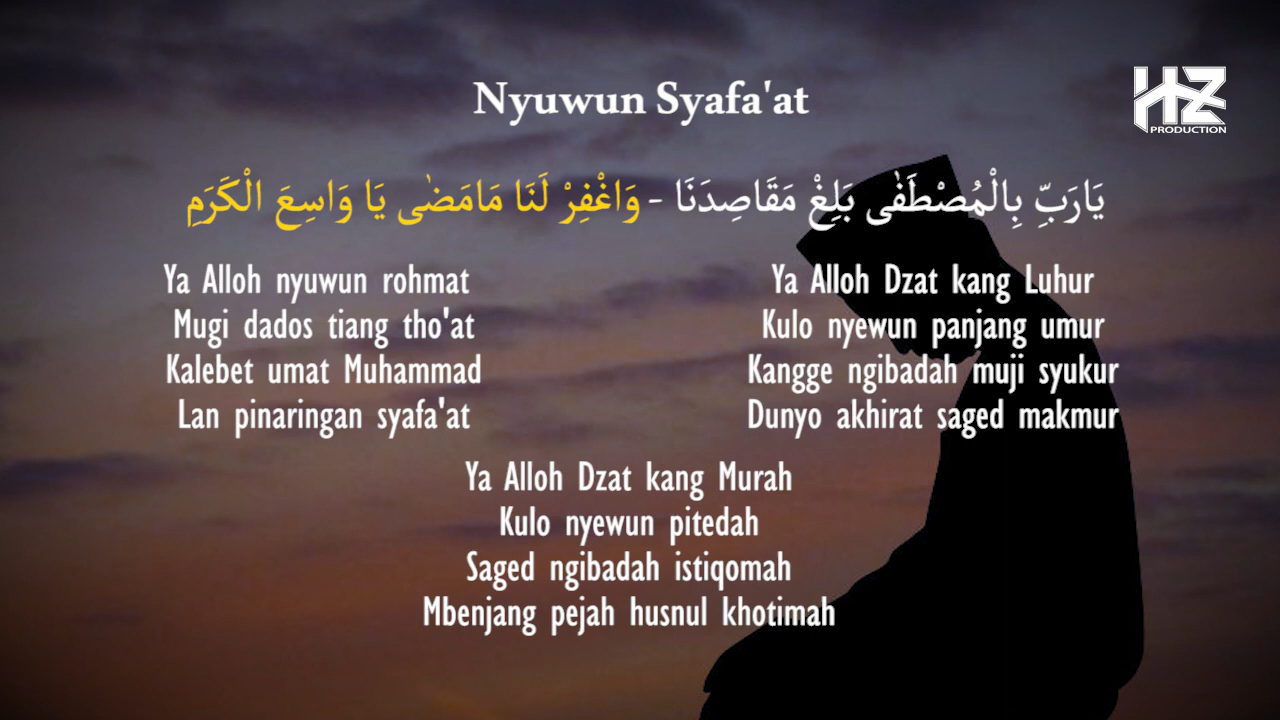 Nyuwun Syafa'at
HZ
PRODUCTION
يَارَبِّ بِالْمُصْطَفٰى بَلِغْ مَقَاصِدَنَا - وَاغْفِرْ لَنَا مَامَضٰى يَا وَاسِعَ الْكَرَمِ
Ya Alloh nyuwun rohmat
Mugi dados tiang tho'at
Kalebet umat Muhammad
Lan pinaringan syafa'at
Ya Alloh Dzat kang Luhur
Kulo nyewun panjang umur
Kangge ngibadah muji syukur
Dunyo akhirat saged makmur
Ya Alloh Dzat kang Murah
Kulo nyewun pitedah
Saged ngibadah istiqomah
Mbenjang pejah husnul khotimah